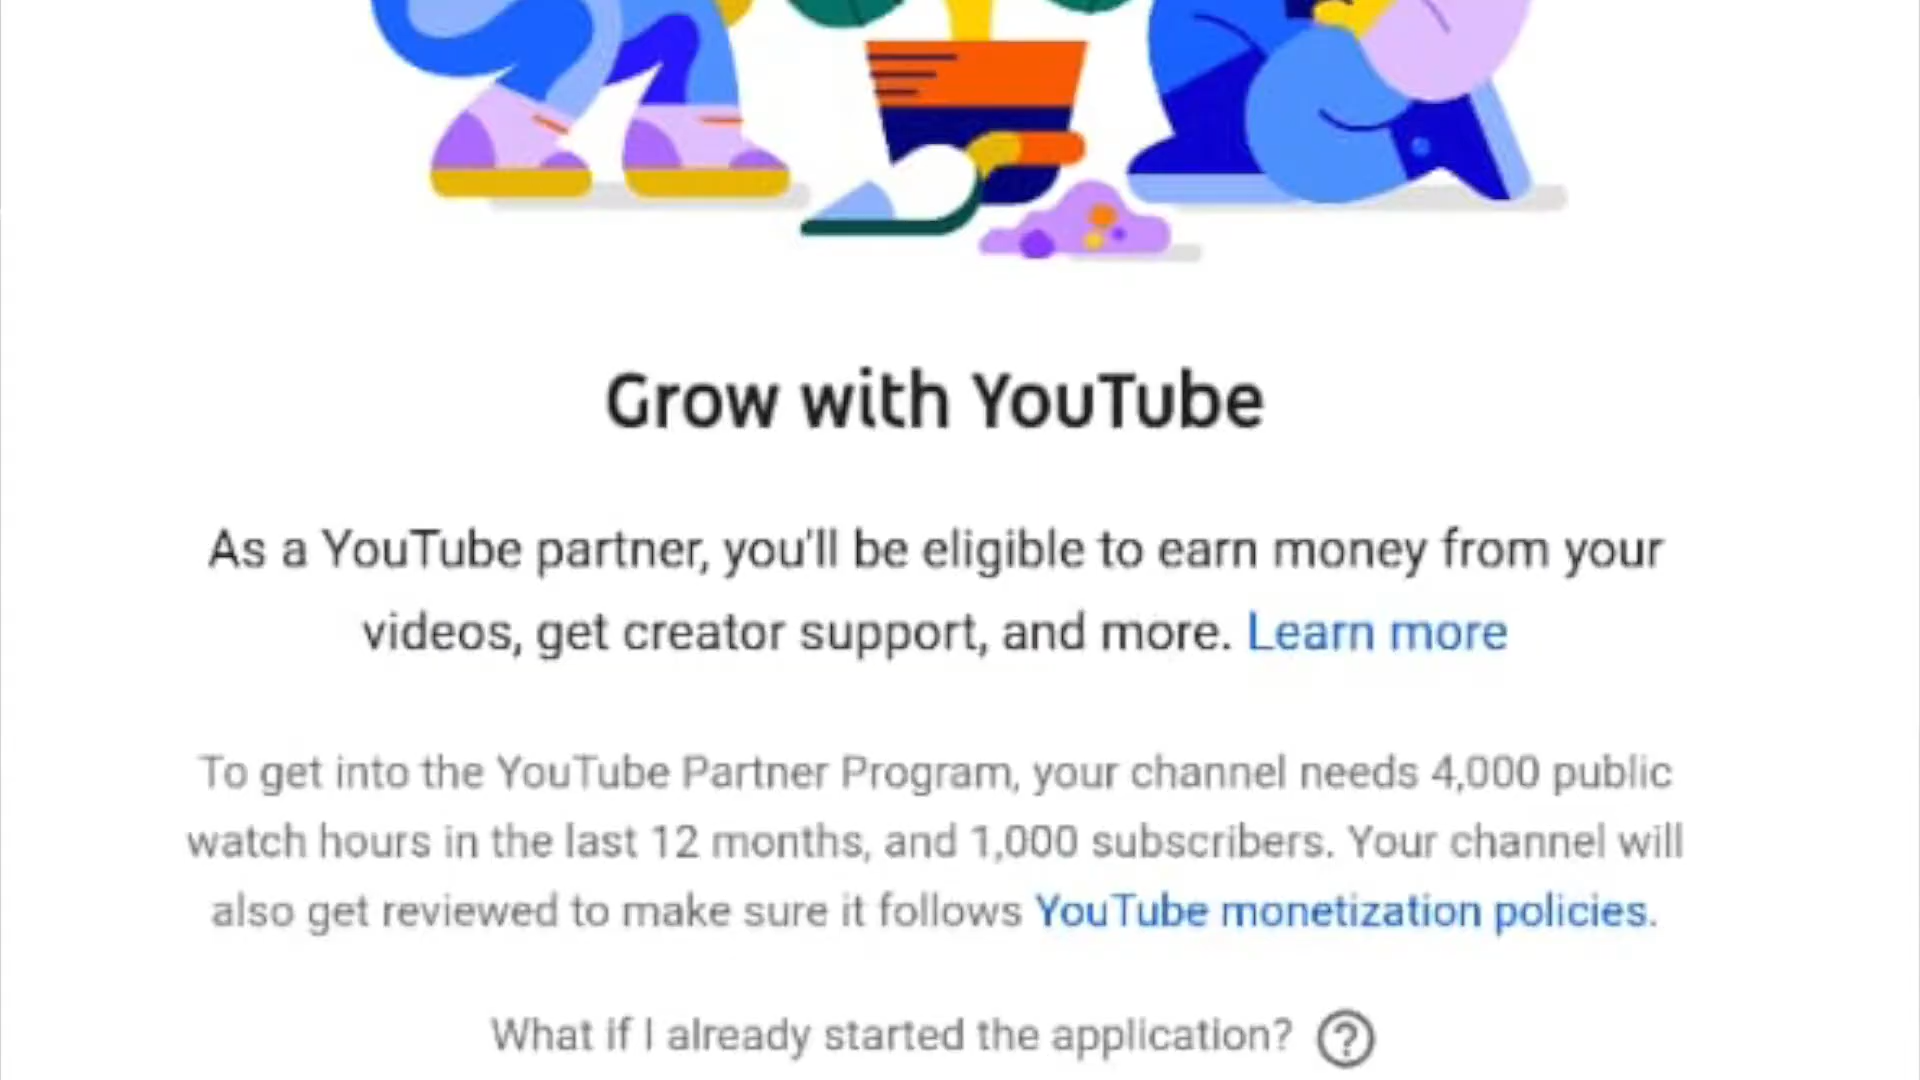 Grow with YouTube
As a YouTube partner, you'll be eligible to earn money from your
videos, get creator support, and more. Learn more
To get into the YouTube Partner Program, your channel needs 4,000 public
watch hours in the last 12 months, and 1,000 subscribers. Your channel will
also get reviewed to make sure it follows YouTube monetization policies.
What if I already started the application? ?